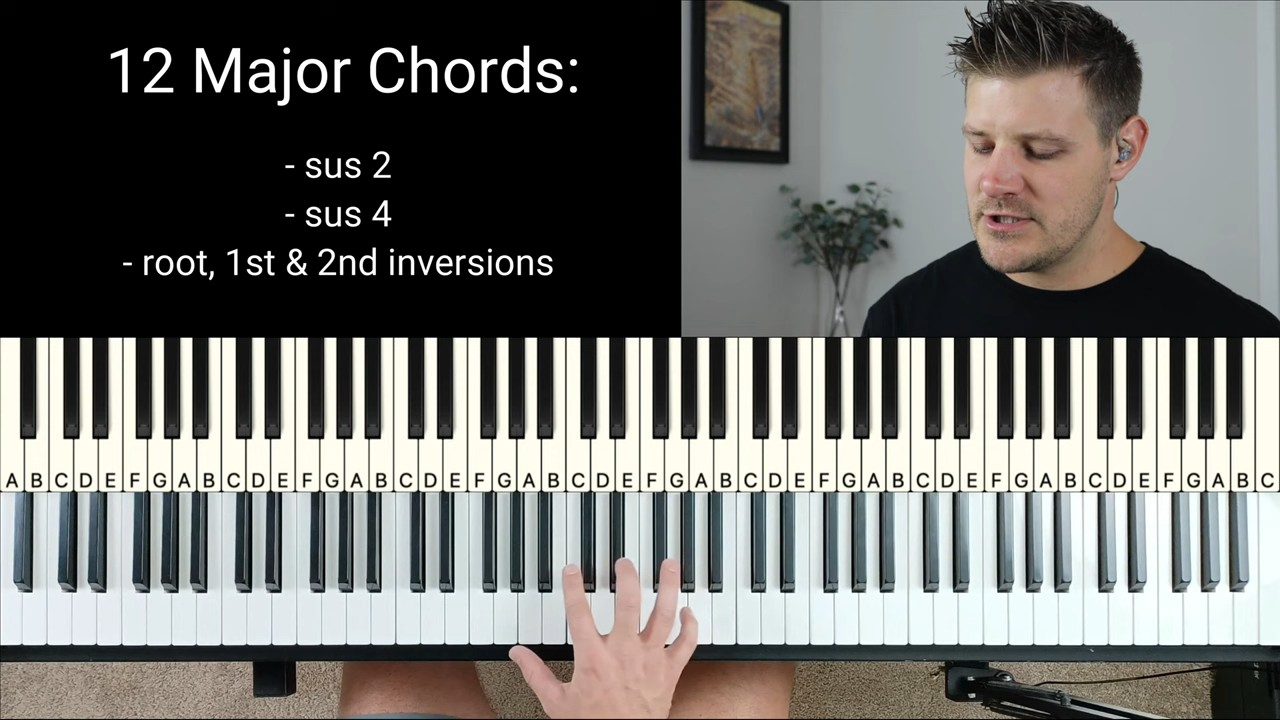 12 Major Chords:
- sus 2
- sus 4
- root, 1st & 2nd inversions
A B C D E F G A B C D E F G A B C D E F G A B C D E F G A B C D E F G A B C D E F G A B C D E F G A B C